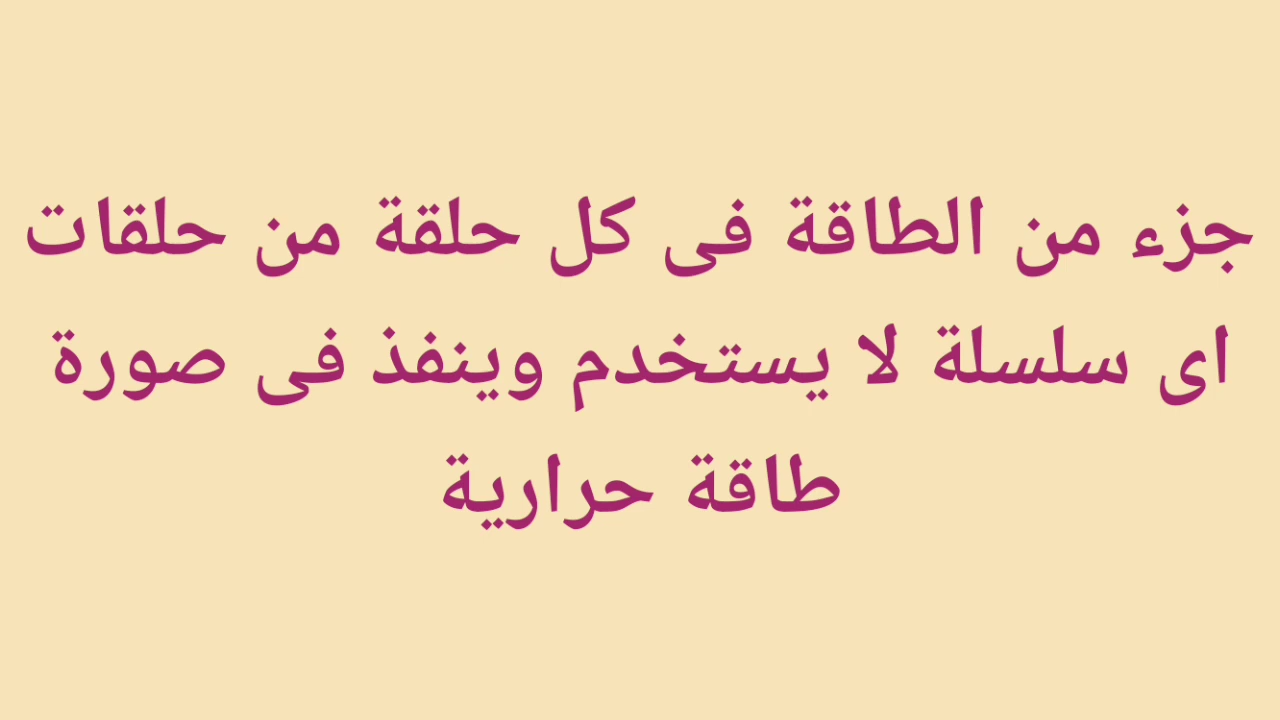 جزء من الطاقة فى كل حلقة من حلقات
اى سلسلة لا يستخدم وينفذ فى صورة
طاقة حرارية